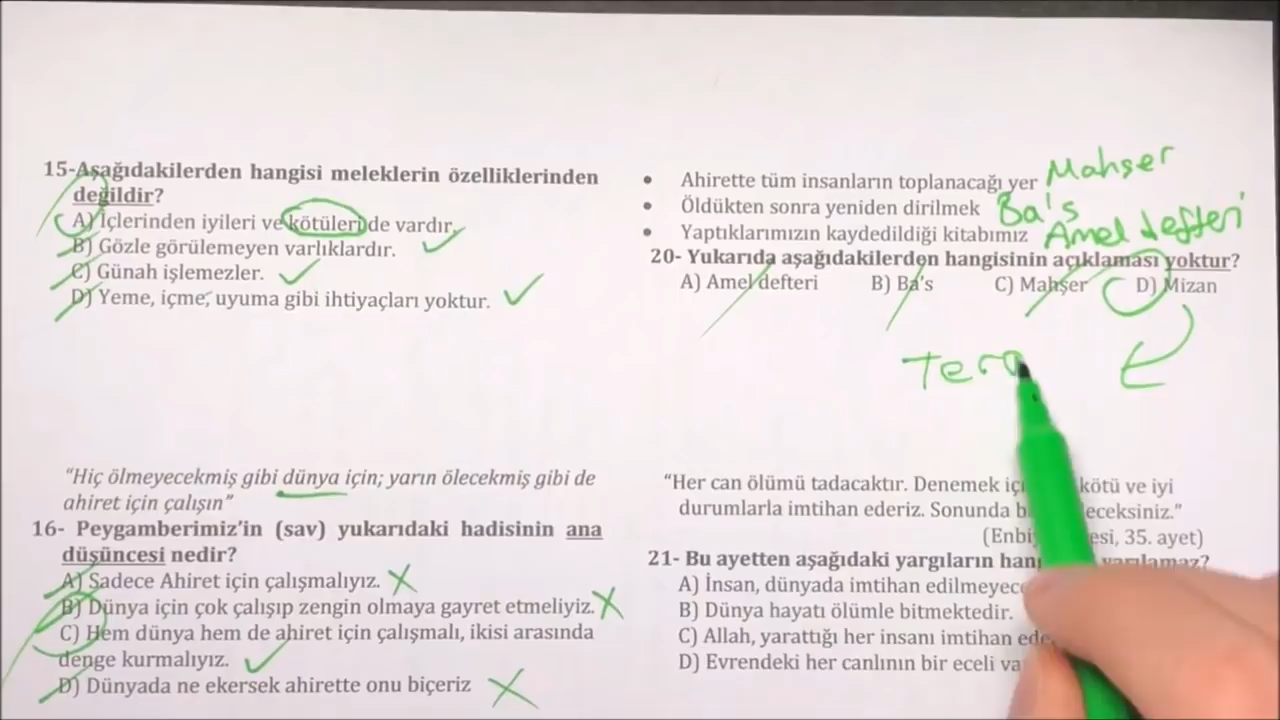 15-Aşağıdakilerden hangisi meleklerin özelliklerinden
değildir?
A) İçlerinden iyileri ve kötüleri de vardır.
B) Gözle görülemeyen varlıklardır.
C) Günah işlemezler.
D) Yeme, içme, uyuma gibi ihtiyaçları yoktur.
"Hiç ölmeyecekmiş gibi dünya için; yarın ölecekmiş gibi de
ahiret için çalışın"
16- Peygamberimiz'in (sav) yukarıdaki hadisinin ana
düşüncesi nedir?
A) Sadece Ahiret için çalışmalıyız.
B) Dünya için çok çalışıp zengin olmaya gayret etmeliyiz.
C) Hem dünya hem de ahiret için çalışmalı, ikisi arasında
denge kurmalıyız.
D) Dünyada ne ekersek ahirette onu biçeriz
• Ahirette tüm insanların toplanacağı yer Mahşer
• Öldükten sonra yeniden dirilmek Ba's
• Yaptıklarımızın kaydedildiği kitabımız Amel defteri
20- Yukarıda aşağıdakilerden hangisinin açıklaması yoktur?
A) Amel defteri B) Ba's C) Mahşer D) Mizan
Tera
"Her can ölümü tadacaktır. Denemek kötü ve iyi
durumlarla imtihan ederiz. Sonunda
35. ayet)
21- Bu ayetten aşağıdaki yargıların
A) İnsan, dünyada imtihan
B) Dünya hayatı ölümle bitmektedir.
C) Allah, yarattığı her insanı imtihan
D) Evrendeki her canlının bir eceli